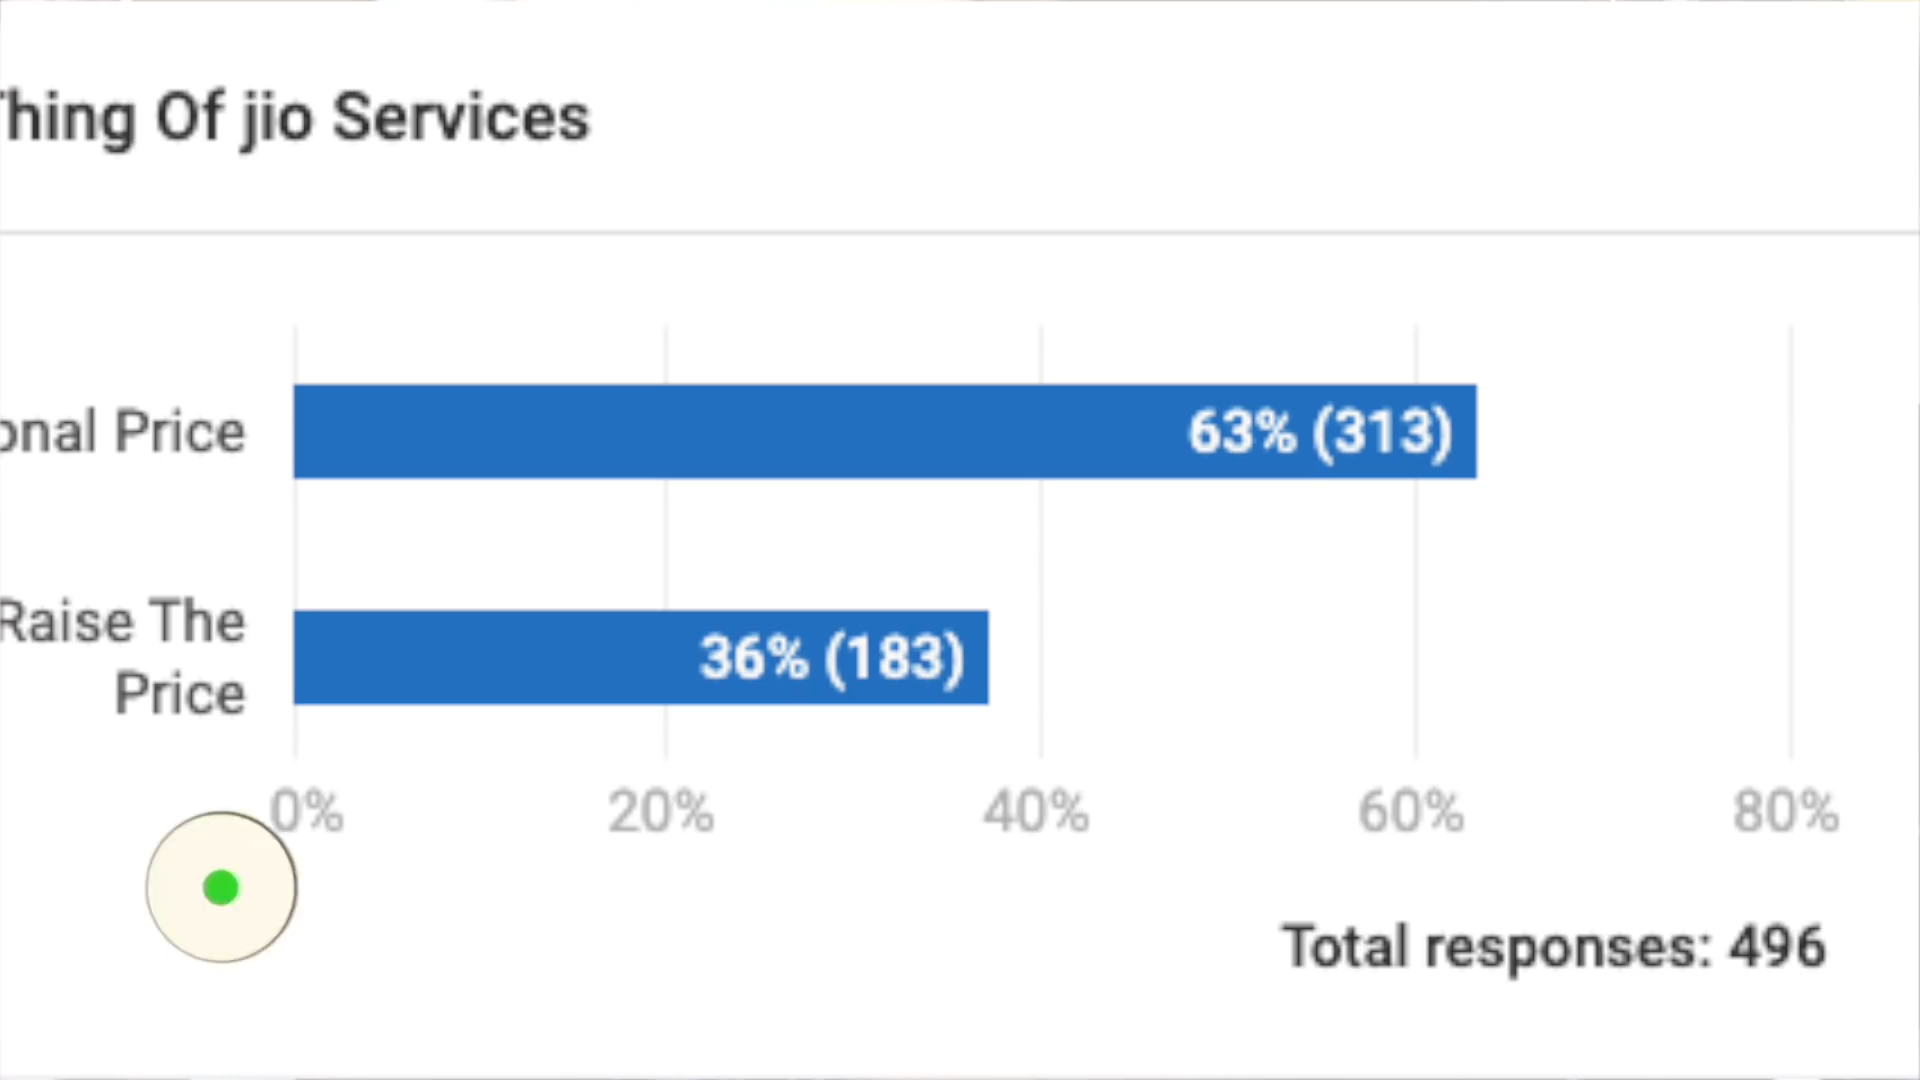 Thing Of jio Services
onal Price
63% (313)
Raise The
Price
36% (183)
0% 20% 40% 60% 80%
Total responses: 496